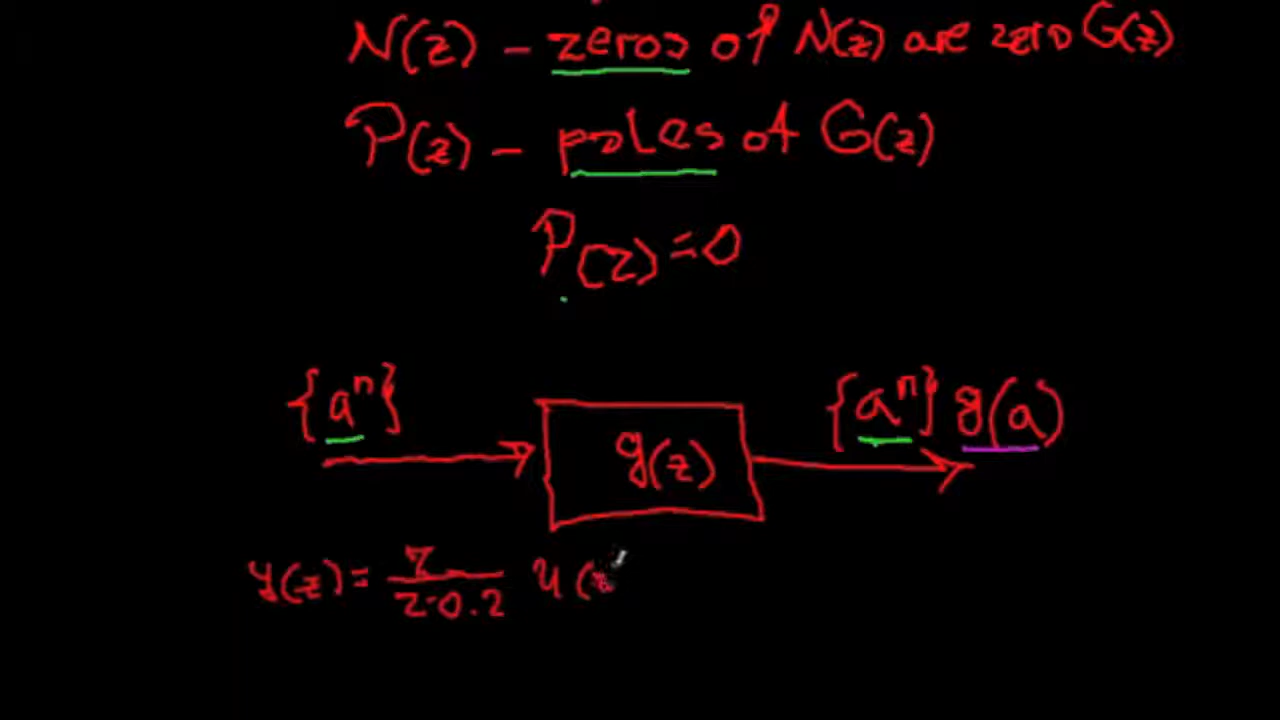 N(z) - zeros of N(z) are zero G(z)
P(z) - poles of G(z)
P(z) = 0
{aⁿ} g(z) {aⁿ} g(a)
y(z) = z / z-0.2 u(z